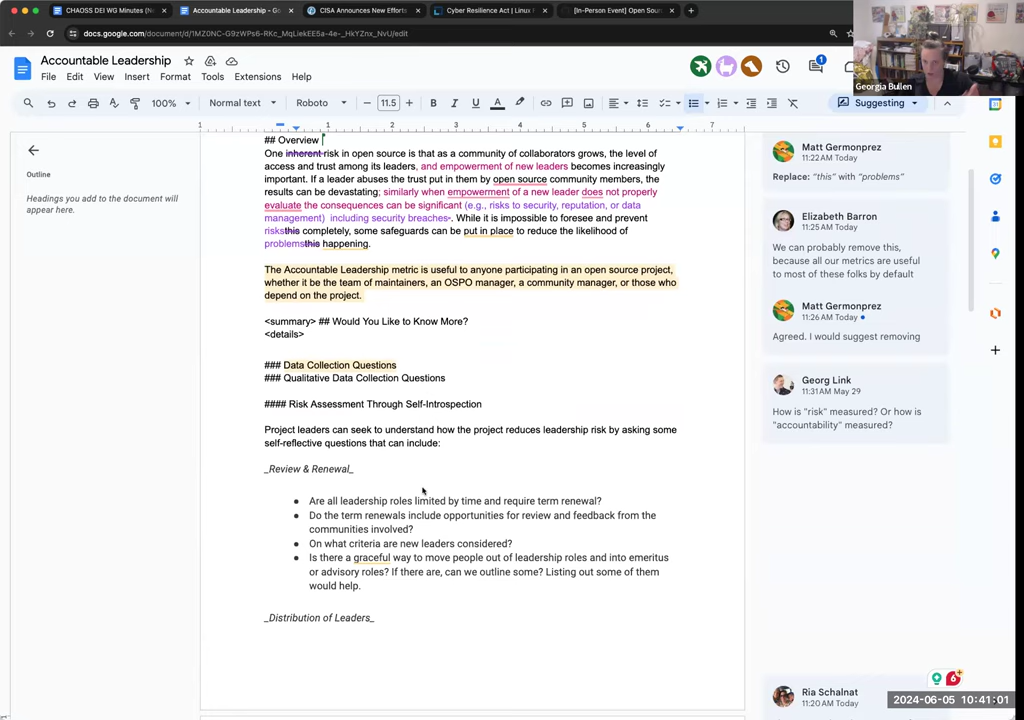 CHAOSS DEI WG Minutes (N
Accountable Leadership - Go
CISA Announces New Efforts
Cyber Resilience Act | Linux
[In-Person Event] Open Sour
docs.google.com/document/d/1MZ0NC-G9zWPs6-RKc_MqLiekEE5a-4e-_HkYZnx_NvU/edit
Georgia Bullen
Accountable Leadership
File Edit View Insert Format Tools Extensions Help
1
100% Normal text Roboto 11.5 B I U A Suggesting
1 1 2 3 4 5 6 7
Outline
Headings you add to the document will
appear here.
## Overview
One inherent risk in open source is that as a community of collaborators grows, the level of
access and trust among its leaders, and empowerment of new leaders becomes increasingly
important. If a leader abuses the trust put in them by open source community members, the
results can be devastating; similarly when empowerment of a new leader does not properly
evaluate the consequences can be significant (e.g., risks to security, reputation, or data
management) including security breaches. While it is impossible to foresee and prevent
risksthis completely, some safeguards can be put in place to reduce the likelihood of
problemsthis happening.
The Accountable Leadership metric is useful to anyone participating in an open source project,
whether it be the team of maintainers, an OSPO manager, a community manager, or those who
depend on the project.
<summary> ## Would You Like to Know More?
<details>
### Data Collection Questions
### Qualitative Data Collection Questions
#### Risk Assessment Through Self-Introspection
Project leaders can seek to understand how the project reduces leadership risk by asking some
self-reflective questions that can include:
_Review & Renewal_
● Are all leadership roles limited by time and require term renewal?
● Do the term renewals include opportunities for review and feedback from the
communities involved?
● On what criteria are new leaders considered?
● Is there a graceful way to move people out of leadership roles and into emeritus
or advisory roles? If there are, can we outline some? Listing out some of them
would help.
_Distribution of Leaders_
Matt Germonprez
11:22 AM Today
Replace: "this" with "problems"
Elizabeth Barron
11:25 AM Today
We can probably remove this,
because all our metrics are useful
to most of these folks by default
Matt Germonprez
11:26 AM Today
Agreed. I would suggest removing
Georg Link
11:31 AM May 29
How is "risk" measured? Or how is
"accountability" measured?
Ria Schalnat
11:20 AM Today
6
2024-06-05 10:41:01